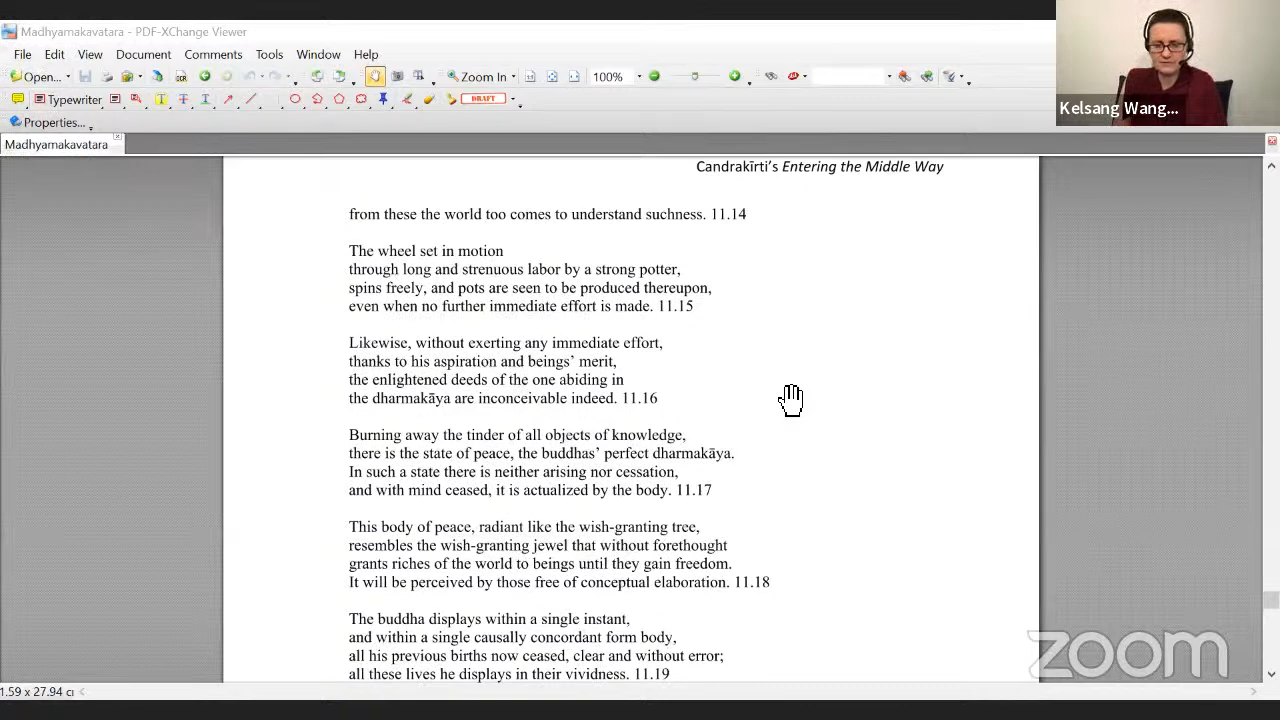 Madhyamakavatara - PDF-XChange Viewer
File Edit View Document Comments Tools Window Help
Open... Zoom In 100%
Typewriter DRAFT
Properties...
Kelsang Wang...
Madhyamakavatara
Candrakīrti's Entering the Middle Way
from these the world too comes to understand suchness. 11.14
The wheel set in motion
through long and strenuous labor by a strong potter,
spins freely, and pots are seen to be produced thereupon,
even when no further immediate effort is made. 11.15
Likewise, without exerting any immediate effort,
thanks to his aspiration and beings' merit,
the enlightened deeds of the one abiding in
the dharmakāya are inconceivable indeed. 11.16
Burning away the tinder of all objects of knowledge,
there is the state of peace, the buddhas' perfect dharmakāya.
In such a state there is neither arising nor cessation,
and with mind ceased, it is actualized by the body. 11.17
This body of peace, radiant like the wish-granting tree,
resembles the wish-granting jewel that without forethought
grants riches of the world to beings until they gain freedom.
It will be perceived by those free of conceptual elaboration. 11.18
The buddha displays within a single instant,
and within a single causally concordant form body,
all his previous births now ceased, clear and without error;
all these lives he displays in their vividness. 11.19
zoom
1.59 x 27.94 c